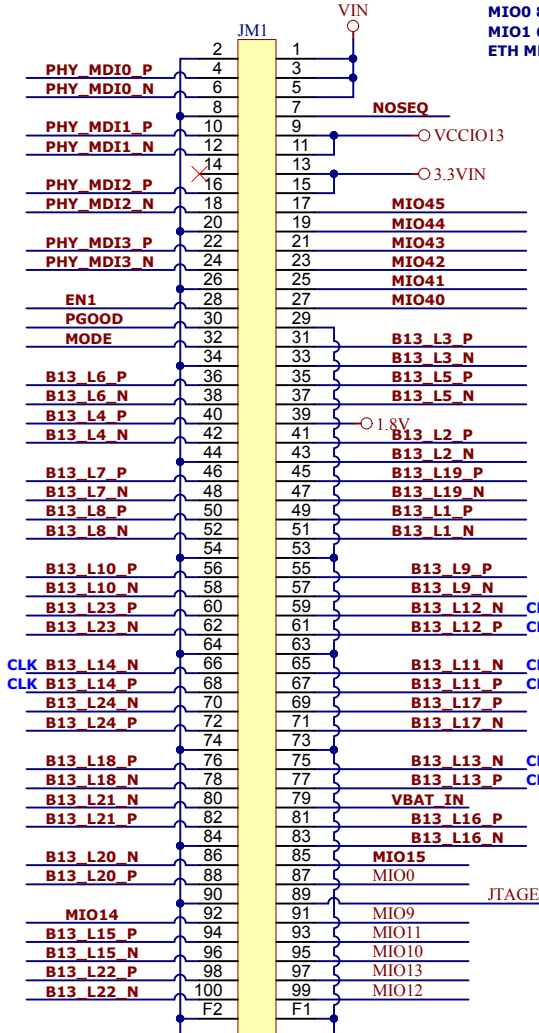 VIN
MIO0
MIO1
ETH
JM1
2 1
PHY_MDI0_P 4 3
PHY_MDI0_N 6 5
8 7 NOSEQ
PHY_MDI1_P 10 9 VCCIO13
PHY_MDI1_N 12 11
14 13 3.3VIN
PHY_MDI2_P 16 15
PHY_MDI2_N 18 17 MIO45
20 19 MIO44
PHY_MDI3_P 22 21 MIO43
PHY_MDI3_N 24 23 MIO42
26 25 MIO41
EN1 28 27 MIO40
PGOOD 30 29
MODE 32 31 B13_L3_P
34 33 B13_L3_N
B13_L6_P 36 35 B13_L5_P
B13_L6_N 38 37 B13_L5_N
B13_L4_P 40 39 1.8V
B13_L4_N 42 41 B13_L2_P
44 43 B13_L2_N
B13_L7_P 46 45 B13_L19_P
B13_L7_N 48 47 B13_L19_N
B13_L8_P 50 49 B13_L1_P
B13_L8_N 52 51 B13_L1_N
54 53
B13_L10_P 56 55 B13_L9_P
B13_L10_N 58 57 B13_L9_N
B13_L23_P 60 59 B13_L12_N
B13_L23_N 62 61 B13_L12_P
64 63
CLK B13_L14_N 66 65 B13_L11_N
CLK B13_L14_P 68 67 B13_L11_P
B13_L24_N 70 69 B13_L17_P
B13_L24_P 72 71 B13_L17_N
74 73
B13_L18_P 76 75 B13_L13_N
B13_L18_N 78 77 B13_L13_P
B13_L21_N 80 79 VBAT_IN
B13_L21_P 82 81 B13_L16_P
84 83 B13_L16_N
B13_L20_N 86 85 MIO15
B13_L20_P 88 87 MIO0
90 89 JTAGE
MIO14 92 91 MIO9
B13_L15_P 94 93 MIO11
B13_L15_N 96 95 MIO10
B13_L22_P 98 97 MIO13
B13_L22_N 100 99 MIO12
F2 F1